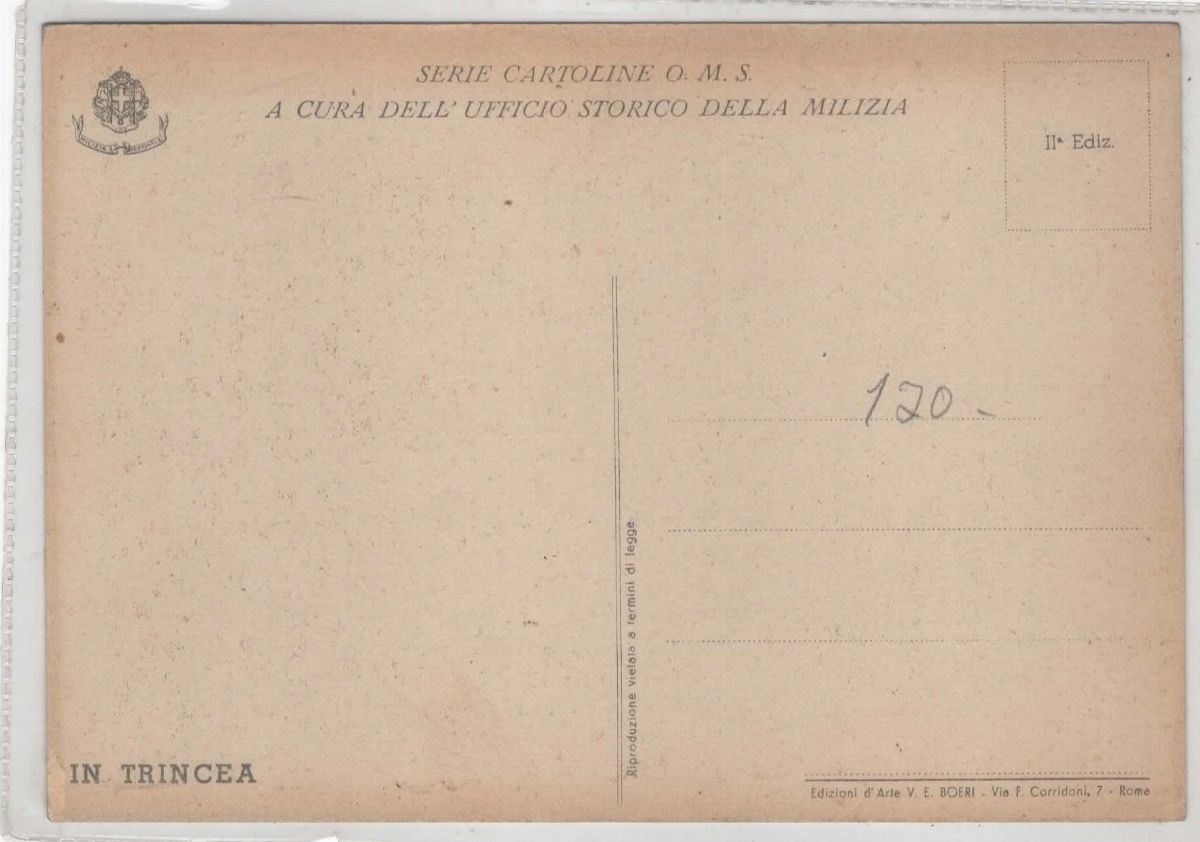 SERIE CARTOLINE O. M. S.
A CURA DELL' UFFICIO STORICO DELLA MILIZIA
IIª Ediz.
120 -
Riproduzione vietata a termini di legge
IN TRINCEA
Edizioni d'Arte V. E. BOERI - Via F. Corridoni, 7 - Roma